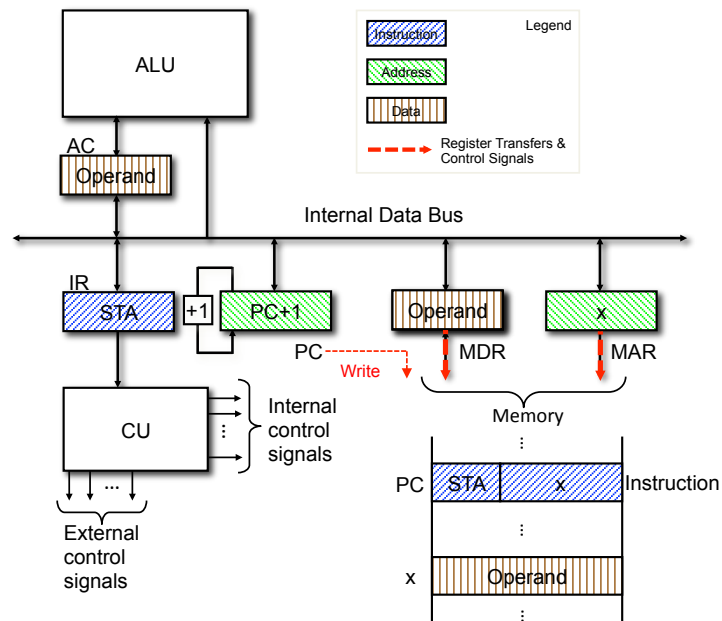 ALU
Legend
Instruction
Address
Data
Register Transfers &
Control Signals
AC
Operand
Internal Data Bus
IR
STA
+1
PC+1
Operand
x
PC
Write
MDR
MAR
CU
...
Internal
control
signals
...
External
control
signals
Memory
...
PC
STA
x
Instruction
...
x
Operand
...